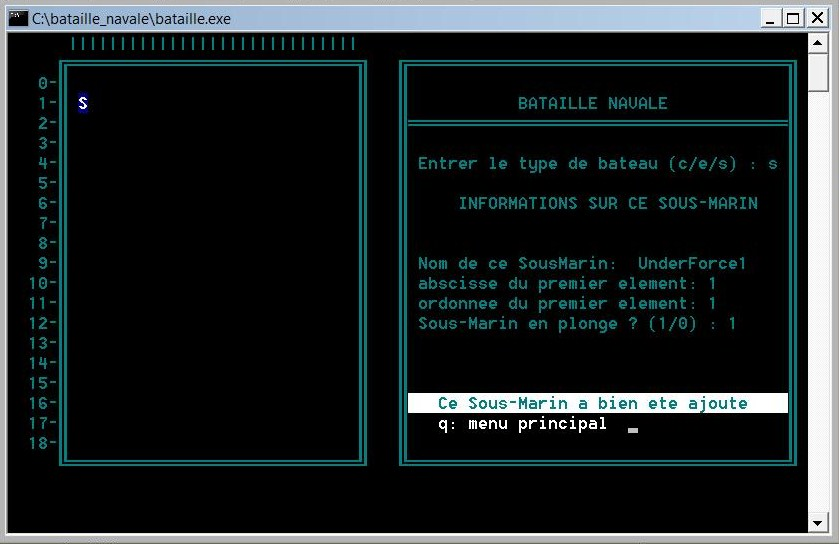 C:\bataille_navale\bataille.exe
0-
1- S
2-
3-
4-
5-
6-
7-
8-
9-
10-
11-
12-
13-
14-
15-
16-
17-
18-
BATAILLE NAVALE
Entrer le type de bateau (c/e/s) : s
INFORMATIONS SUR CE SOUS-MARIN
Nom de ce SousMarin:  UnderForce1
abscisse du premier element: 1
ordonnee du premier element: 1
Sous-Marin en plonge ? (1/0) : 1
Ce Sous-Marin a bien ete ajoute
q: menu principal _